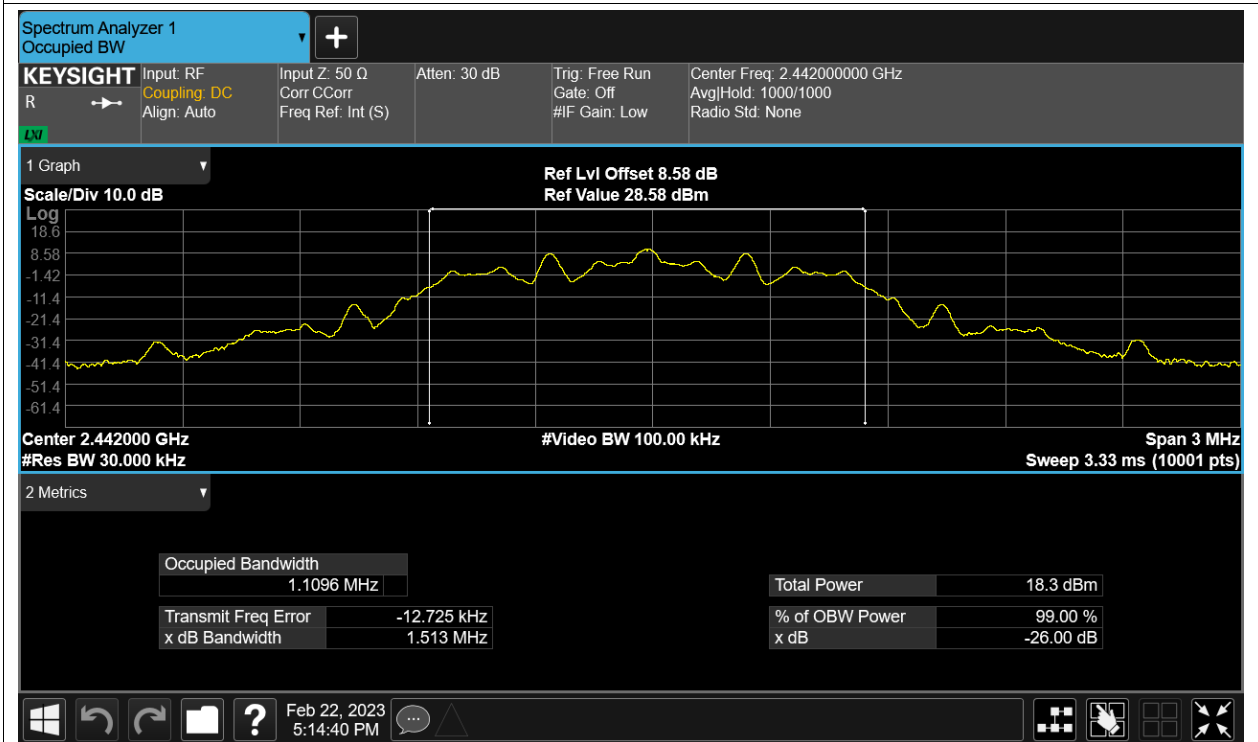 Spectrum Analyzer 1
Occupied BW
KEYSIGHT
R
LXI
Input: RF
Coupling: DC
Align: Auto
Input Z: 50 Ω
Corr CCorr
Freq Ref: Int (S)
Atten: 30 dB
Trig: Free Run
Gate: Off
#IF Gain: Low
Center Freq: 2.442000000 GHz
Avg|Hold: 1000/1000
Radio Std: None
1 Graph
Scale/Div 10.0 dB
Ref Lvl Offset 8.58 dB
Ref Value 28.58 dBm
Log
18.6
8.58
-1.42
-11.4
-21.4
-31.4
-41.4
-51.4
-61.4
Center 2.442000 GHz
#Video BW 100.00 kHz
Span 3 MHz
#Res BW 30.000 kHz
Sweep 3.33 ms (10001 pts)
2 Metrics
Occupied Bandwidth
1.1096 MHz
Total Power 18.3 dBm
Transmit Freq Error -12.725 kHz
% of OBW Power 99.00 %
x dB Bandwidth 1.513 MHz
x dB -26.00 dB
?
Feb 22, 2023
5:14:40 PM